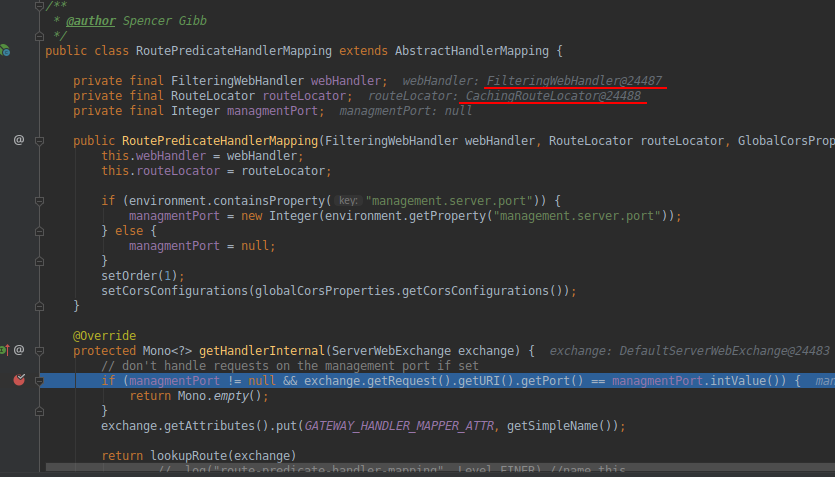 /**
 * @author Spencer Gibb
 */
public class RoutePredicateHandlerMapping extends AbstractHandlerMapping {
private final FilteringWebHandler webHandler; webHandler: FilteringWebHandler@24487
private final RouteLocator routeLocator; routeLocator: CachingRouteLocator@24488
private final Integer managmentPort; managmentPort: null
public RoutePredicateHandlerMapping(FilteringWebHandler webHandler, RouteLocator routeLocator, GlobalCorsProp
this.webHandler = webHandler;
this.routeLocator = routeLocator;
if (environment.containsProperty( key: "management.server.port")) {
managmentPort = new Integer(environment.getProperty("management.server.port"));
} else {
managmentPort = null;
}
setOrder(1);
setCorsConfigurations(globalCorsProperties.getCorsConfigurations());
}
@Override
protected Mono<?> getHandlerInternal(ServerWebExchange exchange) { exchange: DefaultServerWebExchange@24483
// don't handle requests on the management port if set
if (managmentPort != null && exchange.getRequest().getURI().getPort() == managmentPort.intValue()) { man
return Mono.empty();
}
exchange.getAttributes().put(GATEWAY_HANDLER_MAPPER_ATTR, getSimpleName());
return lookupRoute(exchange)
// .log("route-predicate-handler-mapping", Level.FINER) //name this